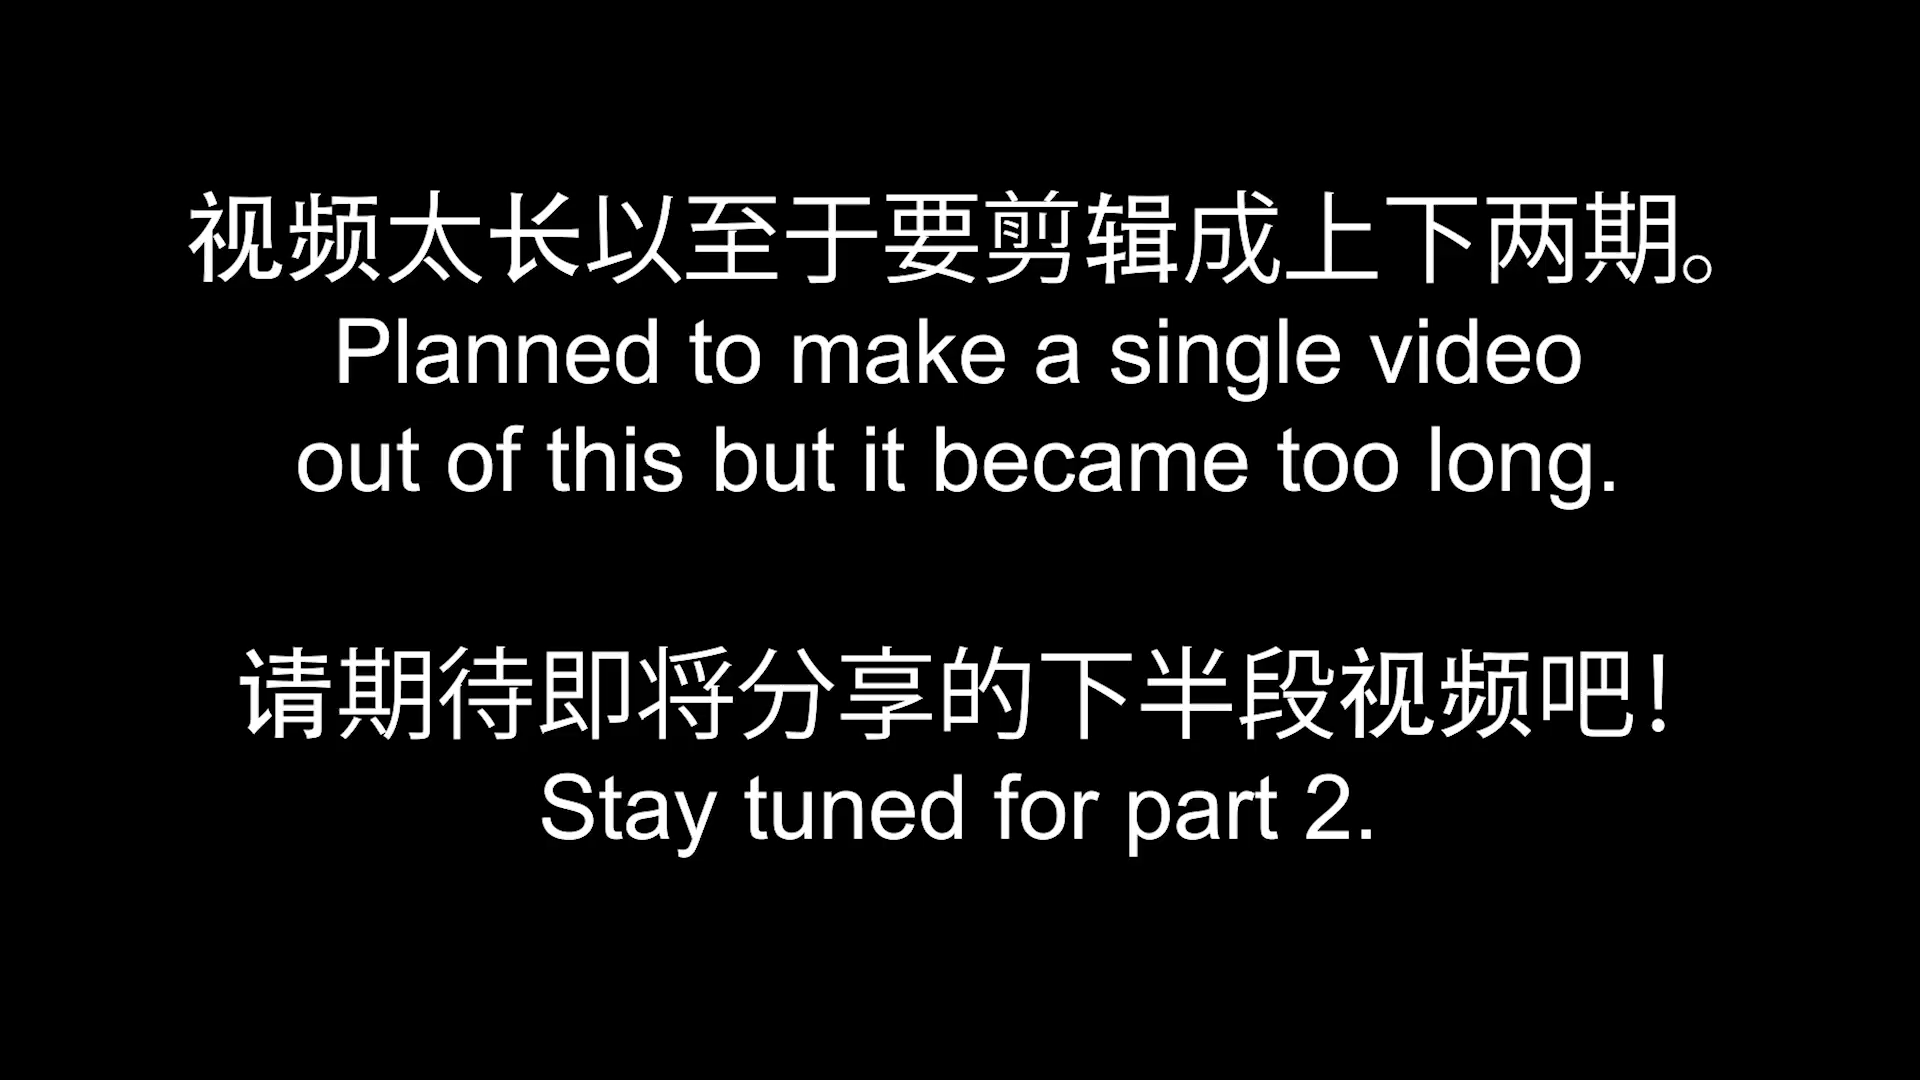 视频太长以至于要剪辑成上下两期。
Planned to make a single video
out of this but it became too long.
请期待即将分享的下半段视频吧！
Stay tuned for part 2.